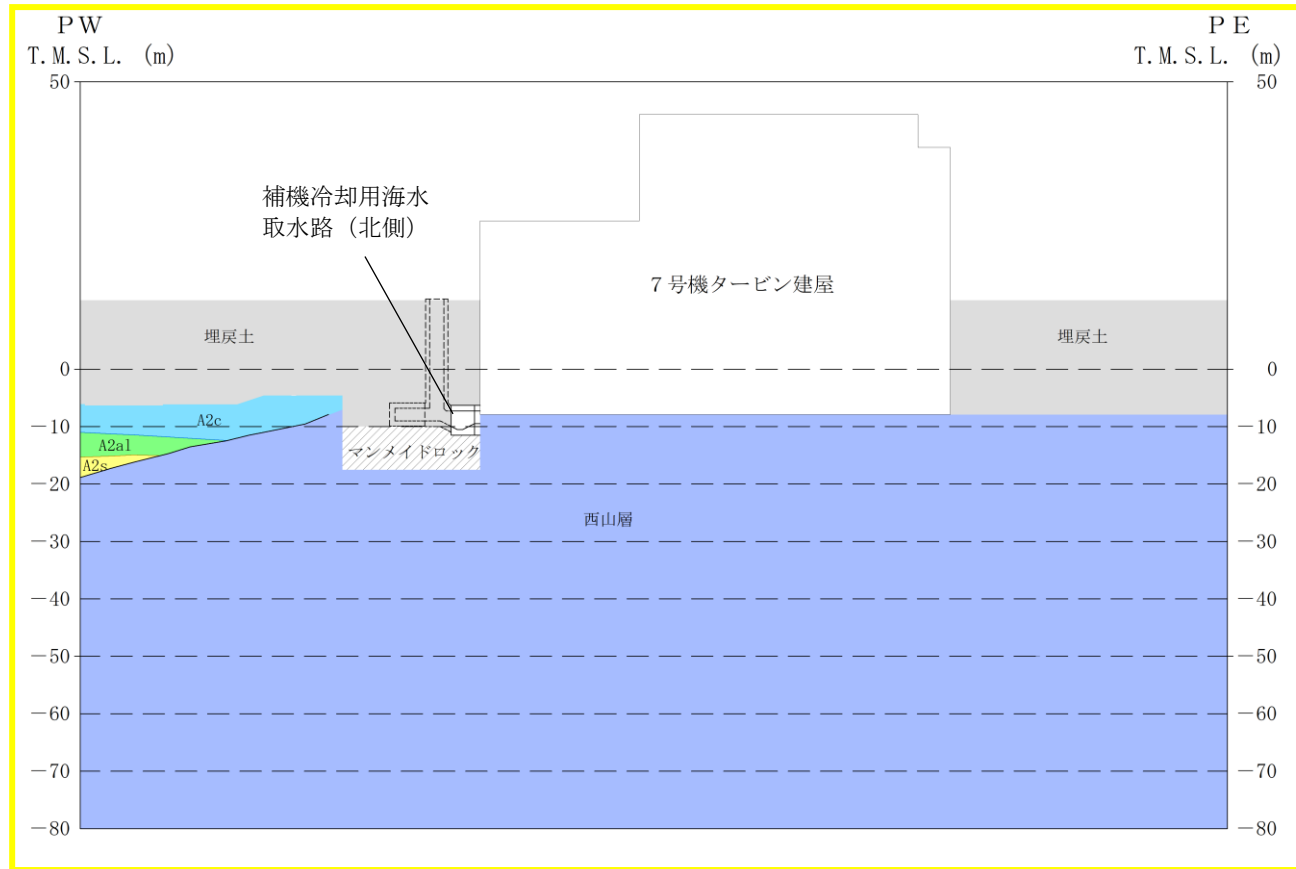 PW
PE
T.M.S.L. (m)
T.M.S.L. (m)
50
50
補機冷却用海水
取水路（北側）
７号機タービン建屋
埋戻土
埋戻土
0
0
A2c
−10
−10
A2al
マンメイドロック
A2s
−20
−20
西山層
−30
−30
−40
−40
−50
−50
−60
−60
−70
−70
−80
−80